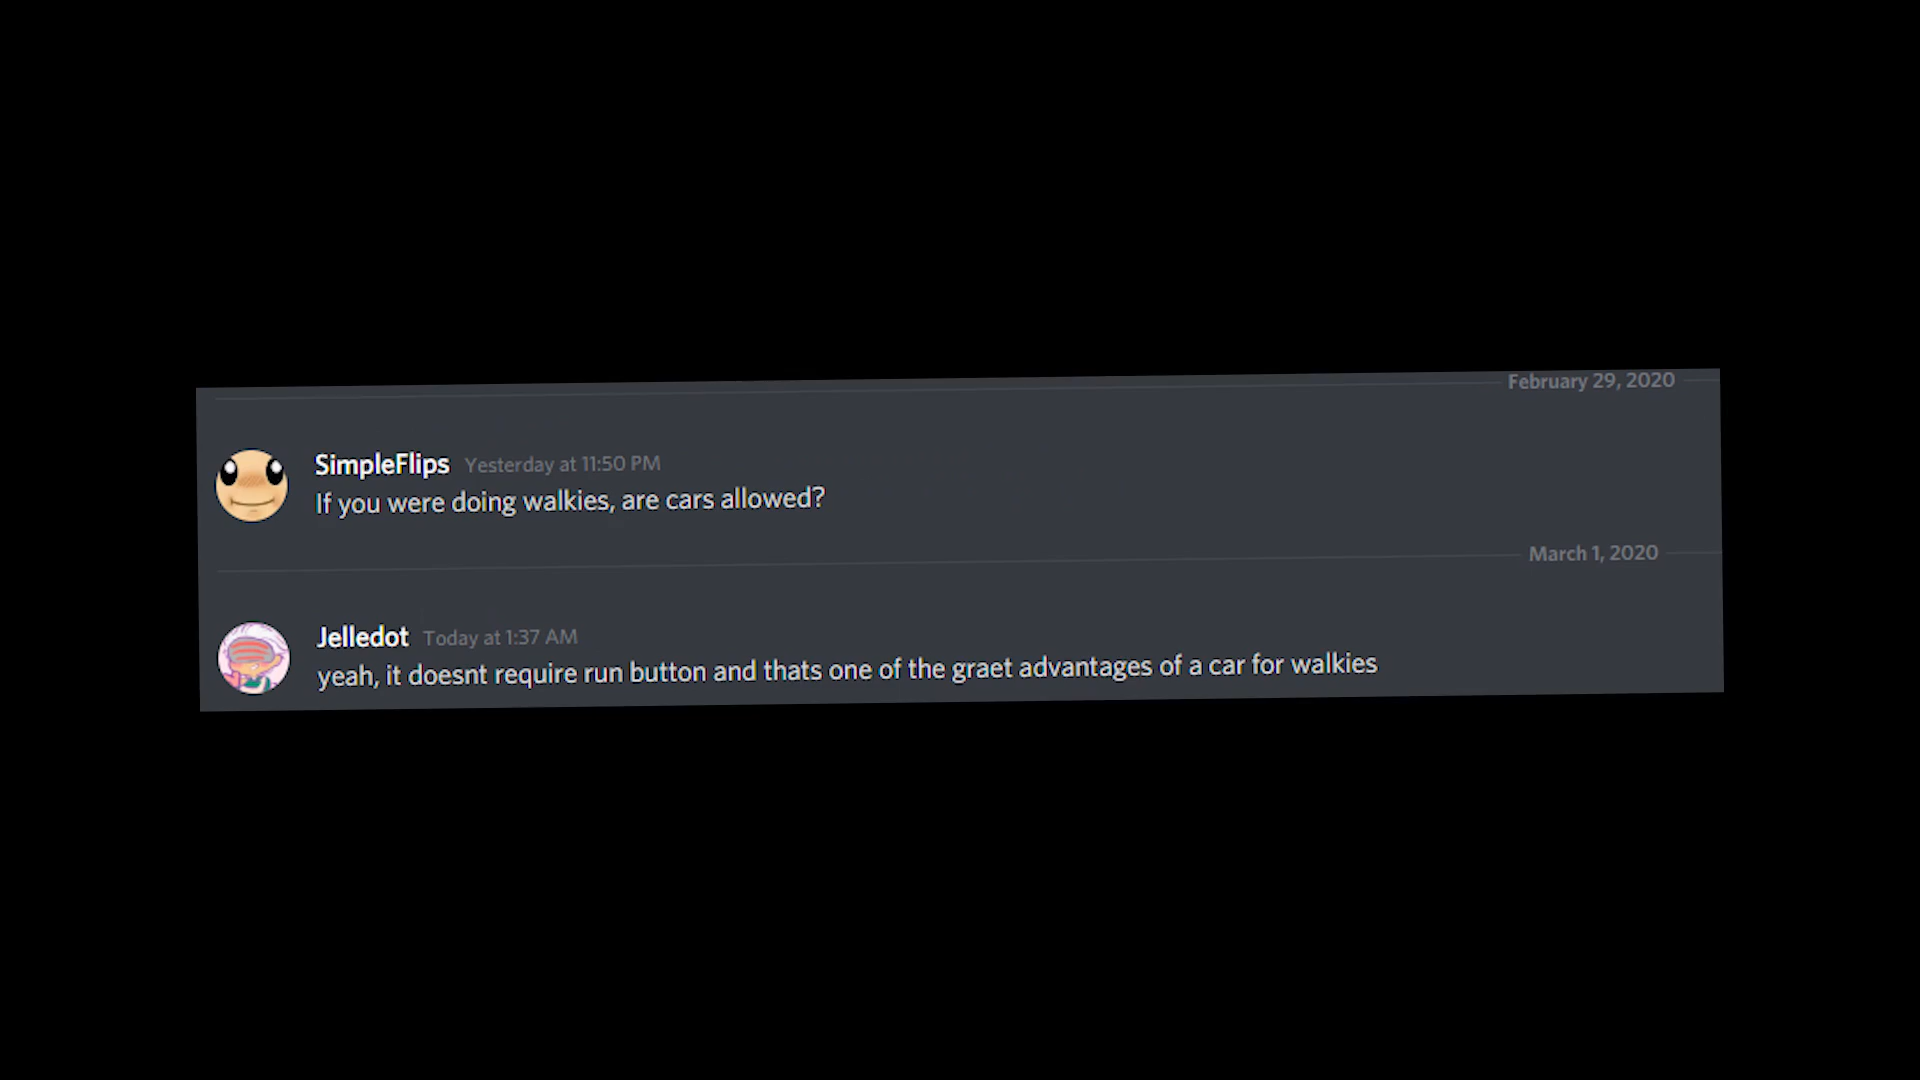 February 29, 2020
SimpleFlips Yesterday at 11:50 PM
If you were doing walkies, are cars allowed?
March 1, 2020
Jelledot Today at 1:37 AM
yeah, it doesnt require run button and thats one of the graet advantages of a car for walkies